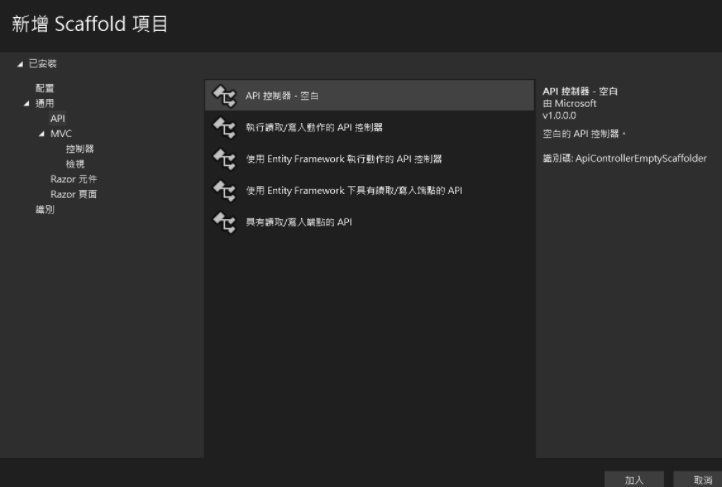 新增 Scaffold 項目
已安裝
配置
通用
API
MVC
控制器
檢視
Razor 元件
Razor 頁面
識別
API 控制器 - 空白
執行讀取/寫入動作的 API 控制器
使用 Entity Framework 執行動作的 API 控制器
使用 Entity Framework 下具有讀取/寫入端點的 API
具有讀取/寫入端點的 API
API 控制器 - 空白
由 Microsoft
v1.0.0.0
空白的 API 控制器。
識別碼: ApiControllerEmptyScaffolder
加入
取消